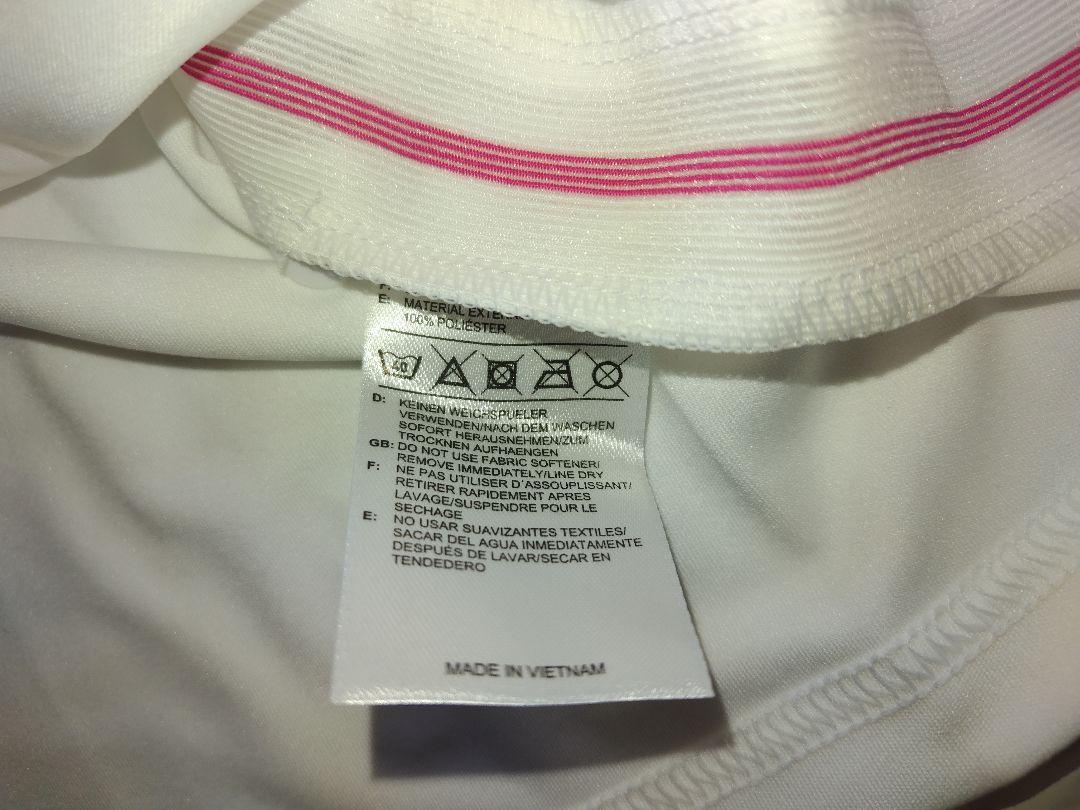 E: MATERIAL
100% POLIÉSTER
40
D: KEINEN WEICHSPUELER
VERWENDEN/NACH DEM WASCHEN
SOFORT HERAUSNEHMEN/ZUM
TROCKNEN AUFHAENGEN
GB: DO NOT USE FABRIC SOFTENER/
REMOVE IMMEDIATELY/LINE DRY
F: NE PAS UTILISER D'ASSOUPLISSANT/
RETIRER RAPIDEMENT APRES
LAVAGE/SUSPENDRE POUR LE
SECHAGE
E: NO USAR SUAVIZANTES TEXTILES/
SACAR DEL AGUA INMEDIATAMENTE
DESPUÉS DE LAVAR/SECAR EN
TENDEDERO
MADE IN VIETNAM